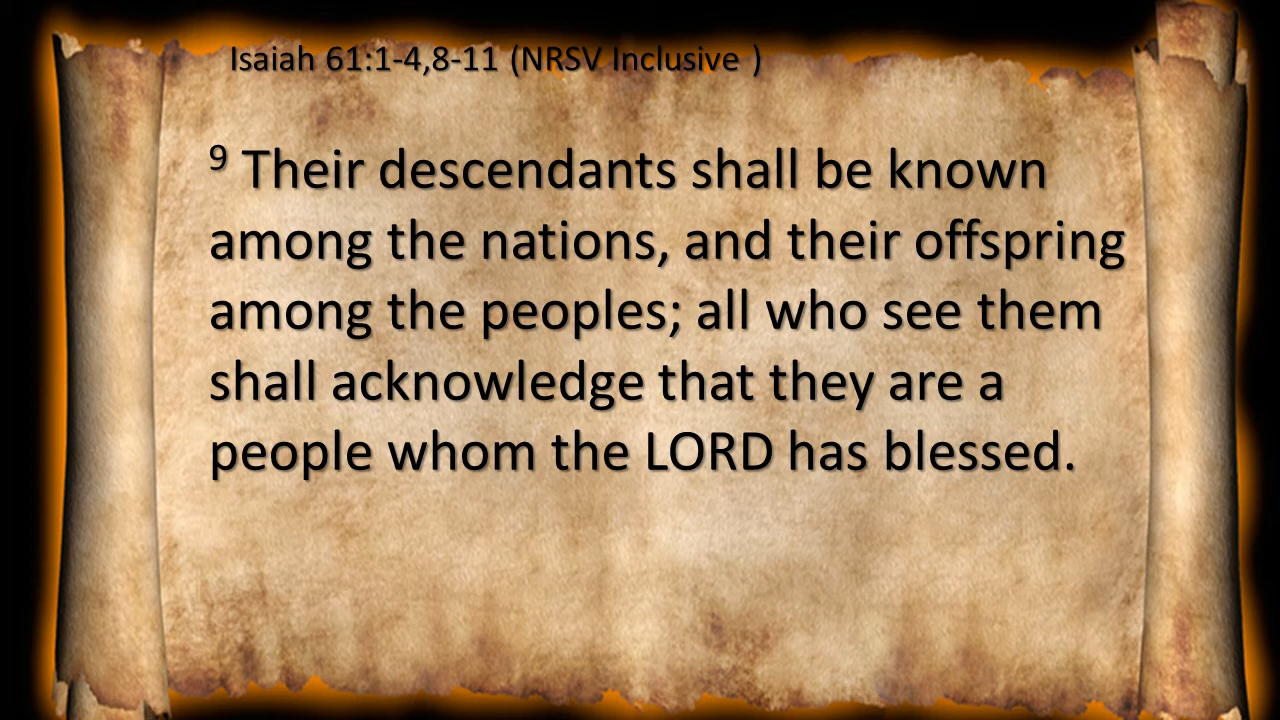 Isaiah 61:1-4,8-11 (NRSV Inclusive )
9 Their descendants shall be known
among the nations, and their offspring
among the peoples; all who see them
shall acknowledge that they are a
people whom the LORD has blessed.